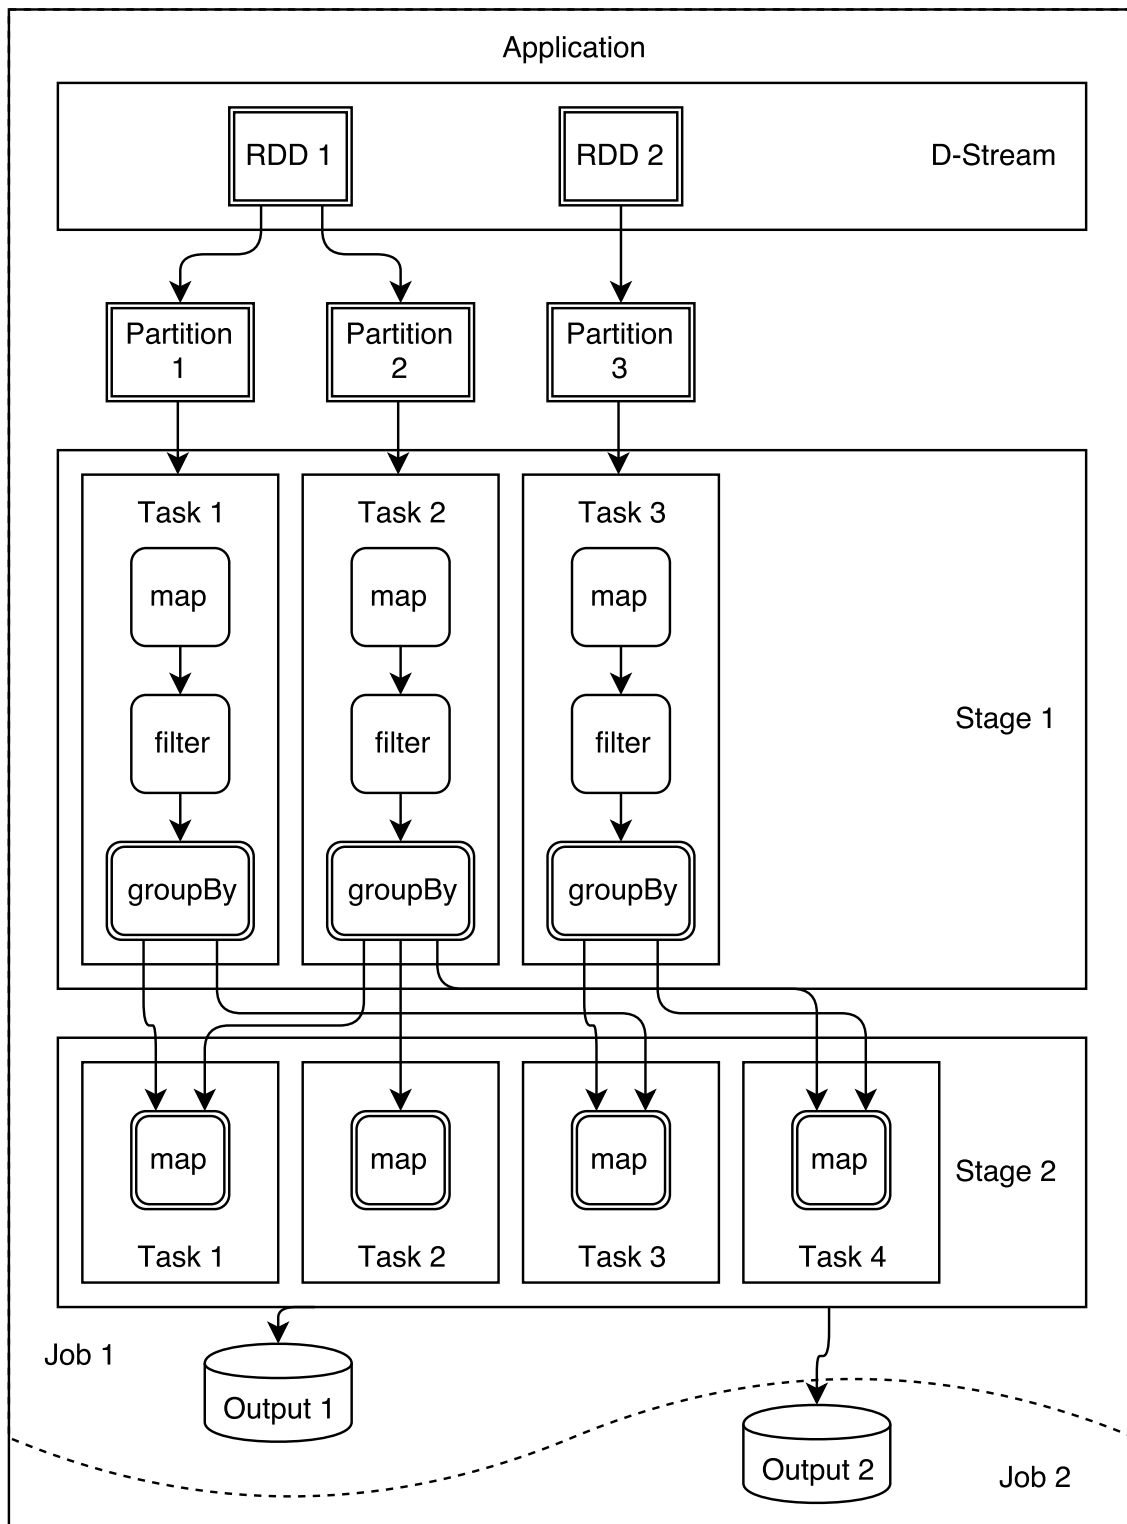 Application
RDD 1
RDD 2
D-Stream
Partition
1
Partition
2
Partition
3
Task 1
Task 2
Task 3
map
map
map
filter
filter
filter
Stage 1
groupBy
groupBy
groupBy
map
map
map
map
Stage 2
Task 1
Task 2
Task 3
Task 4
Job 1
Output 1
Output 2
Job 2